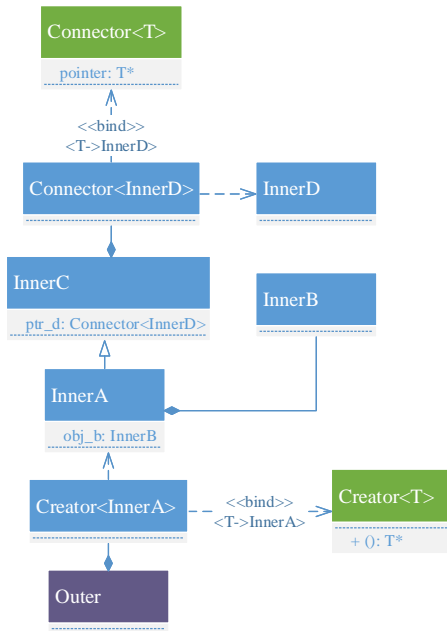 Connector<T>
pointer: T*
<<bind>>
<T->InnerD>
Connector<InnerD>
InnerD
InnerC
ptr_d: Connector<InnerD>
InnerB
InnerA
obj_b: InnerB
Creator<InnerA>
<<bind>>
<T->InnerA>
Creator<T>
+ (): T*
Outer